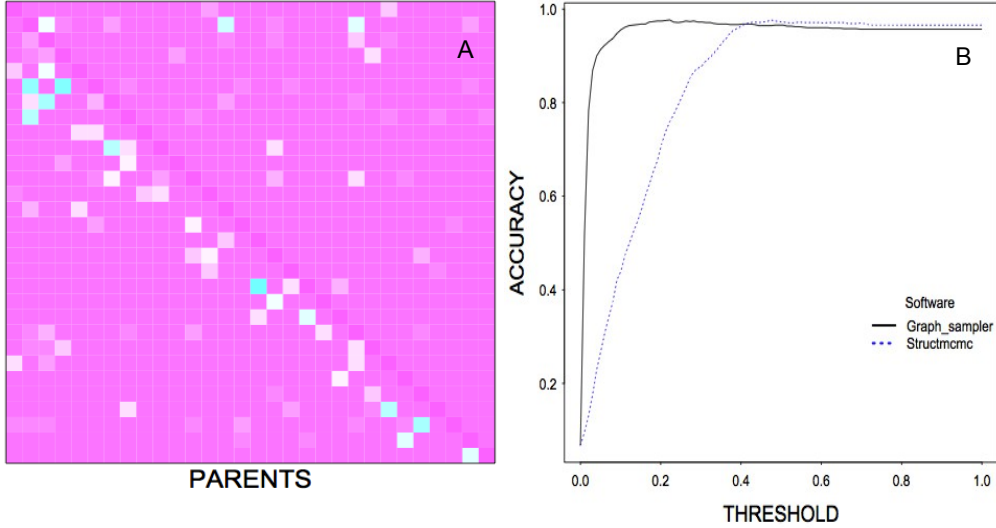 A
PARENTS
B
ACCURACY
1.0
0.8
0.6
0.4
0.2
0.0
0.2
0.4
0.6
0.8
1.0
THRESHOLD
Software
Graph_sampler
Structmcmc